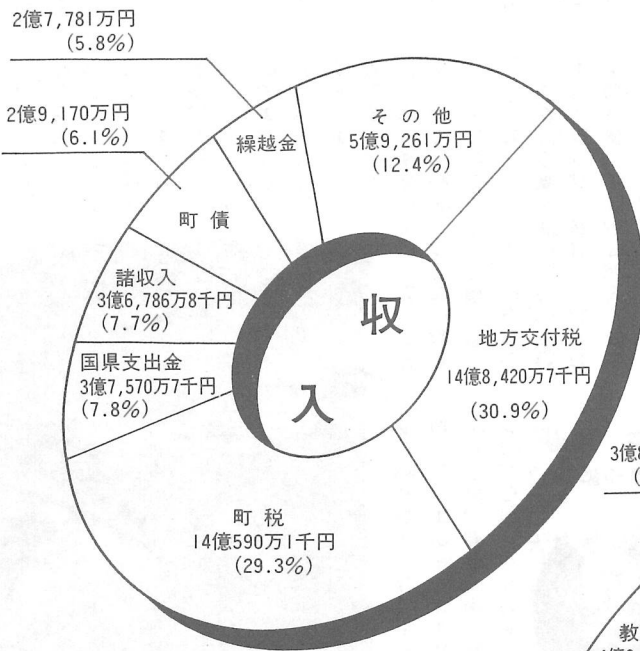 2億7,781万円
(5.8%)
2億9,170万円
(6.1%)
繰越金
その他
5億9,261万円
(12.4%)
町債
諸収入
3億6,786万8千円
(7.7%)
国県支出金
3億7,570万7千円
(7.8%)
収
入
地方交付税
14億8,420万7千円
(30.9%)
町税
14億590万1千円
(29.3%)
3億
教